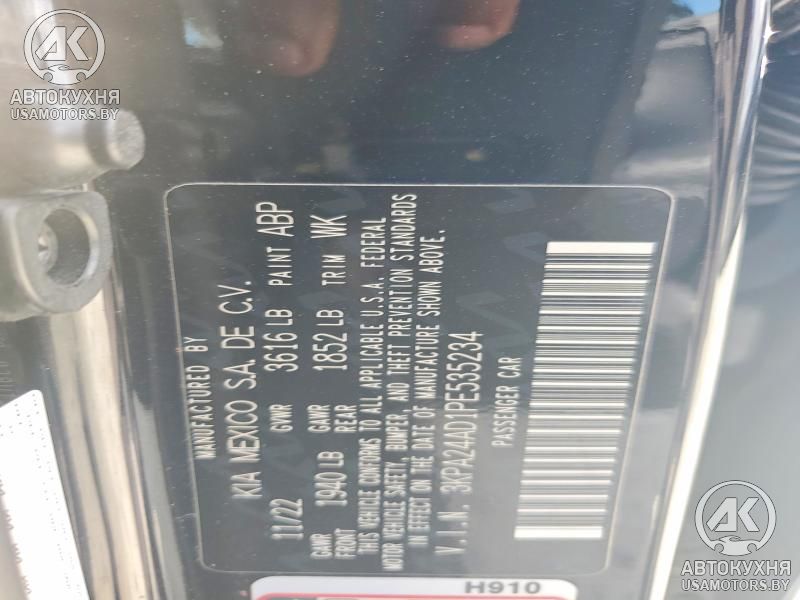 AK
АВТОКУХНЯ
USAMOTORS.BY
MANUFACTURED BY
KIA MEXICO S.A. DE C.V.
11/22 GVWR 3616 LB PAINT ABP
GAWR FRONT 1940 LB GAWR REAR 1852 LB TRIM WK
THIS VEHICLE CONFORMS TO ALL APPLICABLE U.S.A. FEDERAL
MOTOR VEHICLE SAFETY, BUMPER, AND THEFT PREVENTION STANDARDS
IN EFFECT ON THE DATE OF MANUFACTURE SHOWN ABOVE.
V.I.N. 3KPA24AD1PE535234
PASSENGER CAR
H910
AK
АВТОКУХНЯ
USAMOTORS.BY